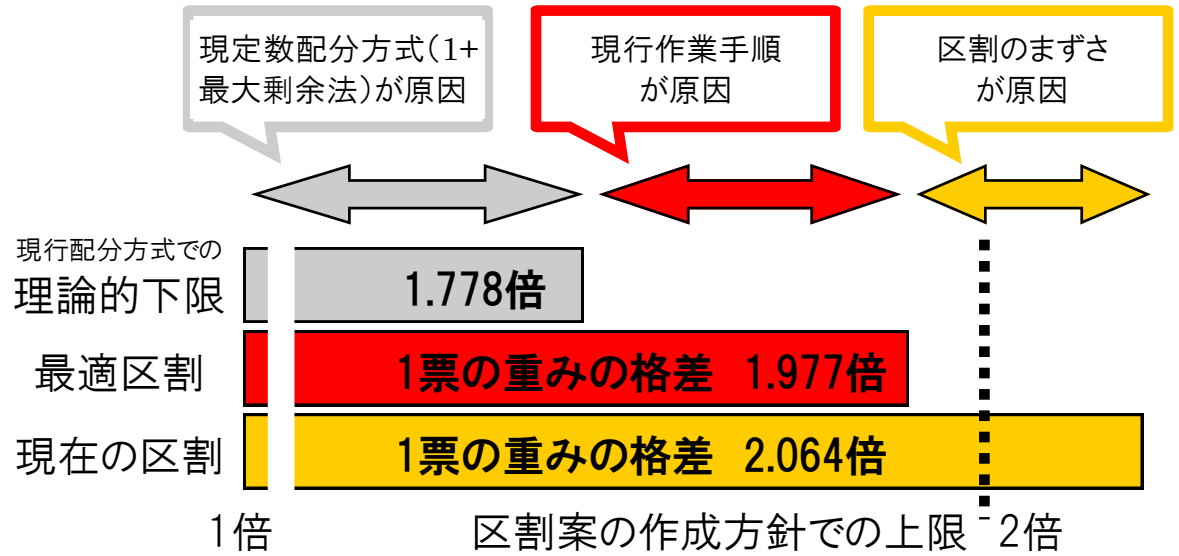 現定数配分方式(1+
最大剰余法)が原因
現行作業手順
が原因
区割のまずさ
が原因
現行配分方式での
理論的下限
1.778倍
最適区割
1票の重みの格差 1.977倍
現在の区割
1票の重みの格差 2.064倍
1倍
区割案の作成方針での上限
2倍